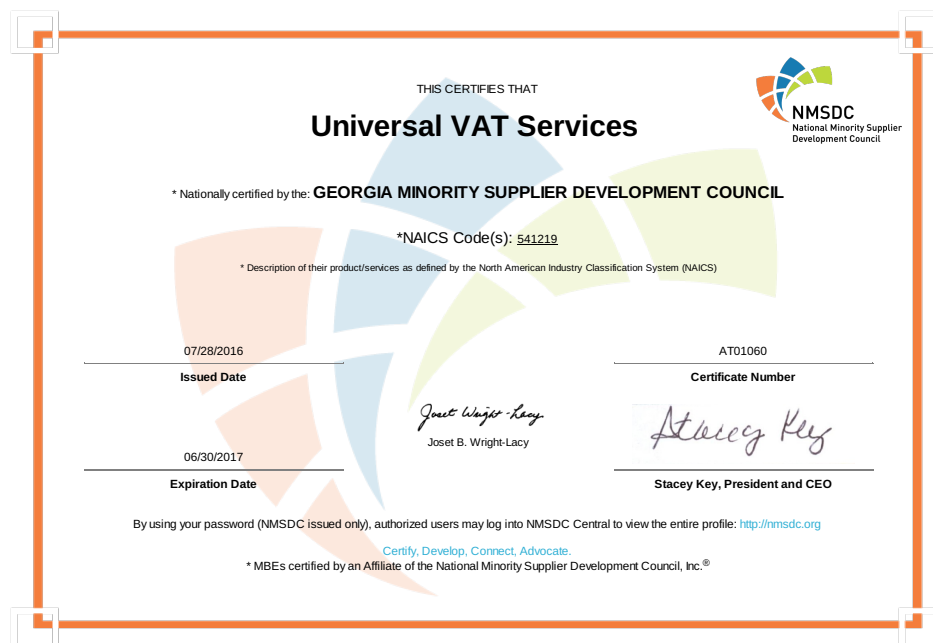 THIS CERTIFIES THAT
Universal VAT Services
NMSDC
National Minority Supplier
Development Council
* Nationally certified by the: GEORGIA MINORITY SUPPLIER DEVELOPMENT COUNCIL
*NAICS Code(s): 541219
* Description of their product/services as defined by the North American Industry Classification System (NAICS)
07/28/2016
Issued Date
AT01060
Certificate Number
Joset Wright-Lacy
Joset B. Wright-Lacy
Stacey Key
06/30/2017
Expiration Date
Stacey Key, President and CEO
By using your password (NMSDC issued only), authorized users may log into NMSDC Central to view the entire profile: http://nmsdc.org
Certify, Develop, Connect, Advocate.
* MBEs certified by an Affiliate of the National Minority Supplier Development Council, Inc.®